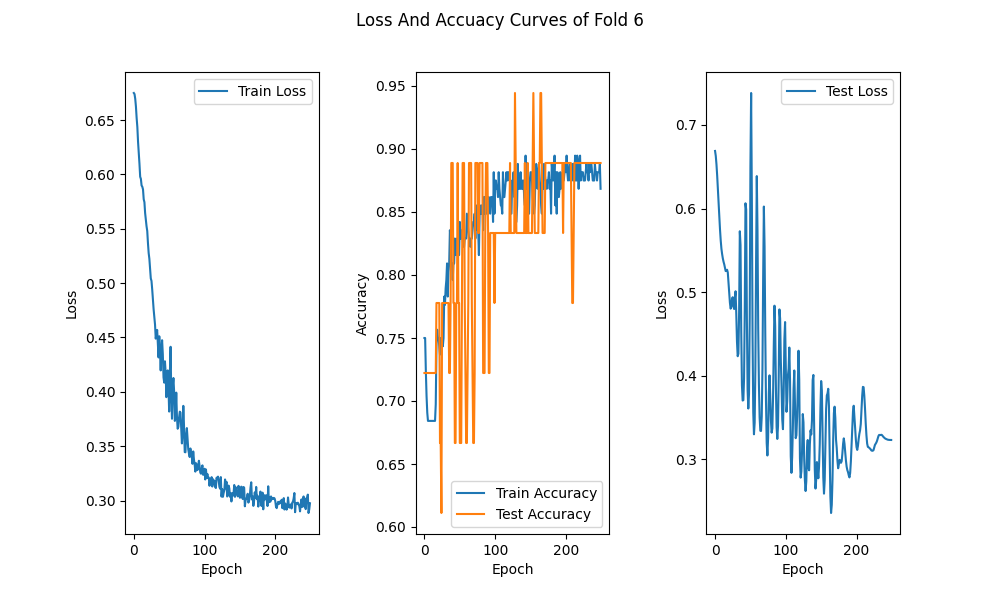 Loss And Accuacy Curves of Fold 6
Train Loss
0.65
0.60
0.55
0.50
0.45
0.40
0.35
0.30
Loss
0
100
200
Epoch
0.95
0.90
0.85
0.80
0.75
0.70
0.65
0.60
Accuracy
Train Accuracy
Test Accuracy
0
100
200
Epoch
Test Loss
0.7
0.6
0.5
0.4
0.3
Loss
0
100
200
Epoch